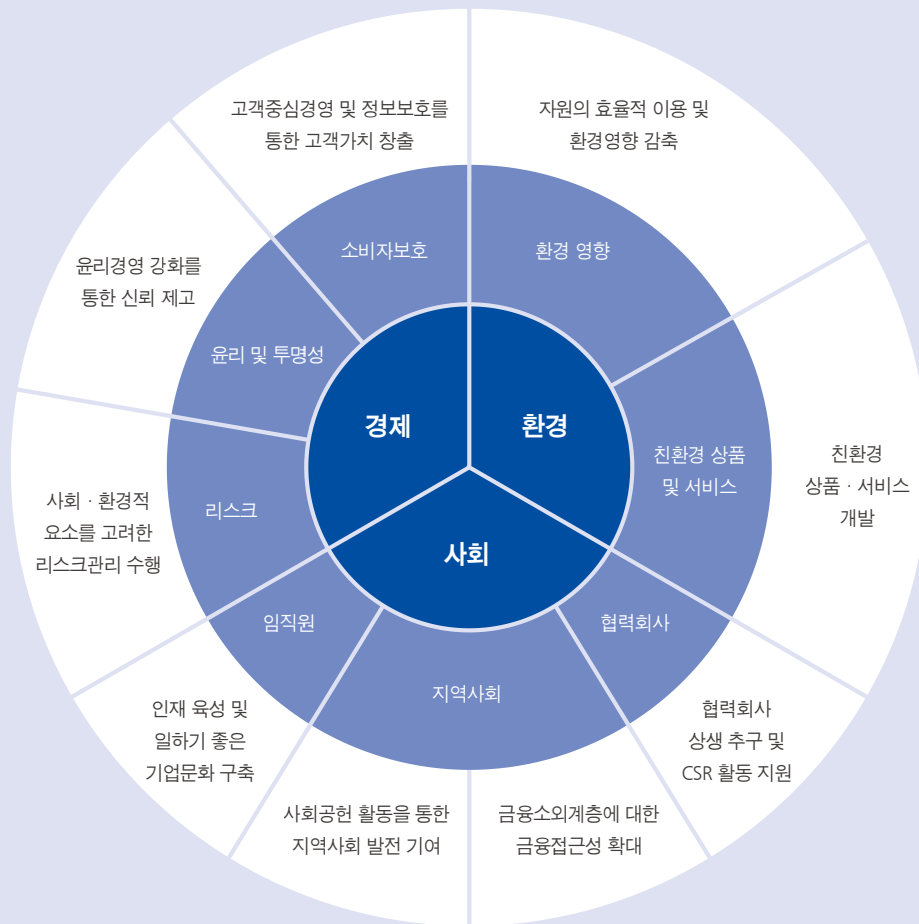 고객중심경영 및 정보보호를
통한 고객가치 창출
자원의 효율적 이용 및
환경영향 감축
소비자보호
환경 영향
윤리경영 강화를
통한 신뢰 제고
윤리 및 투명성
경제
환경
친환경 상품
및 서비스
친환경
상품 · 서비스
개발
사회 · 환경적
요소를 고려한
리스크관리 수행
리스크
사회
임직원
협력회사
지역사회
인재 육성 및
일하기 좋은
기업문화 구축
협력회사
상생 추구 및
CSR 활동 지원
사회공헌 활동을 통한
지역사회 발전 기여
금융소외계층에 대한
금융접근성 확대